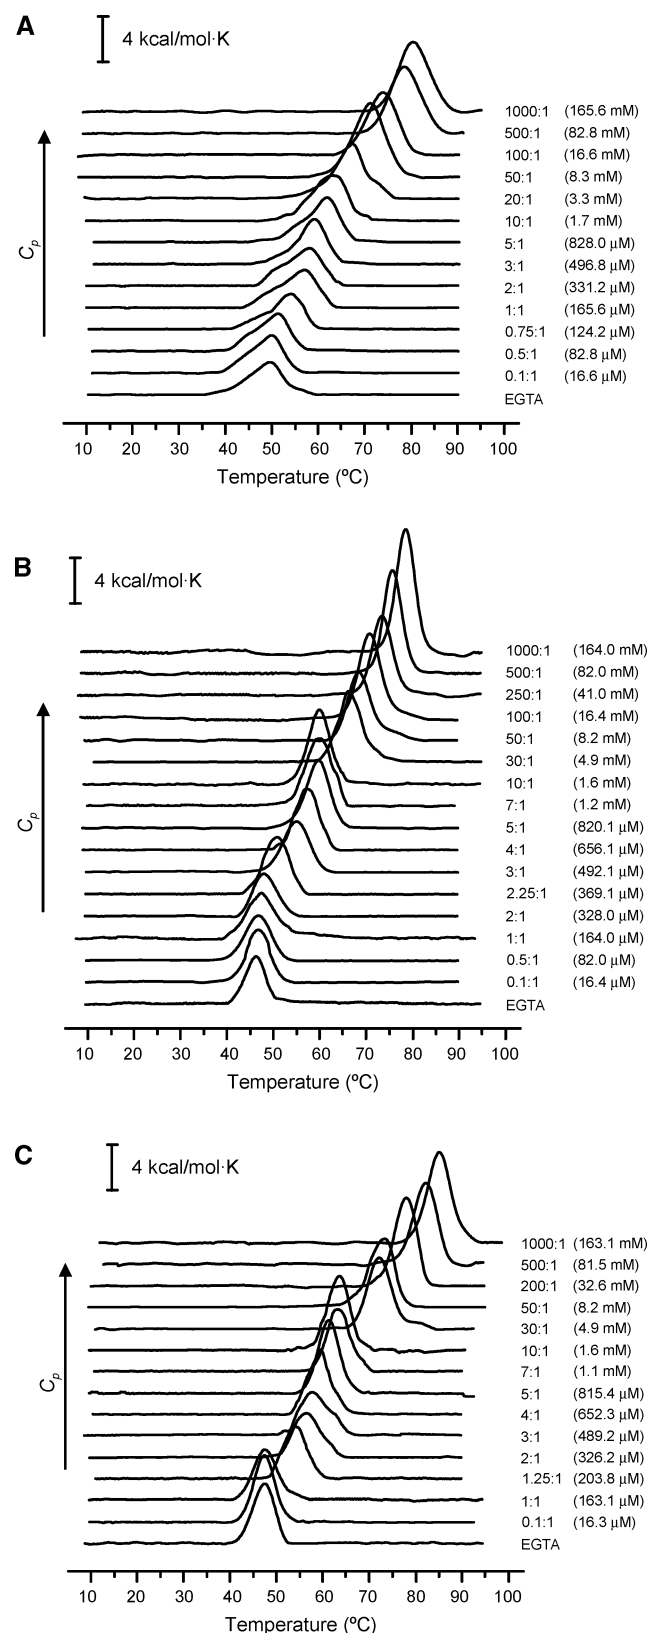 A
4 kcal/mol·K
1000:1 (165.6 mM)
500:1 (82.8 mM)
100:1 (16.6 mM)
50:1 (8.3 mM)
20:1 (3.3 mM)
10:1 (1.7 mM)
5:1 (828.0 µM)
3:1 (496.8 µM)
2:1 (331.2 µM)
1:1 (165.6 µM)
0.75:1 (124.2 µM)
0.5:1 (82.8 µM)
0.1:1 (16.6 µM)
EGTA
Cp
10 20 30 40 50 60 70 80 90 100
Temperature (ºC)
B
4 kcal/mol·K
1000:1 (164.0 mM)
500:1 (82.0 mM)
250:1 (41.0 mM)
100:1 (16.4 mM)
50:1 (8.2 mM)
30:1 (4.9 mM)
10:1 (1.6 mM)
7:1 (1.2 mM)
5:1 (820.1 µM)
4:1 (656.1 µM)
3:1 (492.1 µM)
2.25:1 (369.1 µM)
2:1 (328.0 µM)
1:1 (164.0 µM)
0.5:1 (82.0 µM)
0.1:1 (16.4 µM)
EGTA
Cp
10 20 30 40 50 60 70 80 90 100
Temperature (ºC)
C
4 kcal/mol·K
1000:1 (163.1 mM)
500:1 (81.5 mM)
200:1 (32.6 mM)
50:1 (8.2 mM)
30:1 (4.9 mM)
10:1 (1.6 mM)
7:1 (1.1 mM)
5:1 (815.4 µM)
4:1 (652.3 µM)
3:1 (489.2 µM)
2:1 (326.2 µM)
1.25:1 (203.8 µM)
1:1 (163.1 µM)
0.1:1 (16.3 µM)
EGTA
Cp
10 20 30 40 50 60 70 80 90 100
Temperature (ºC)